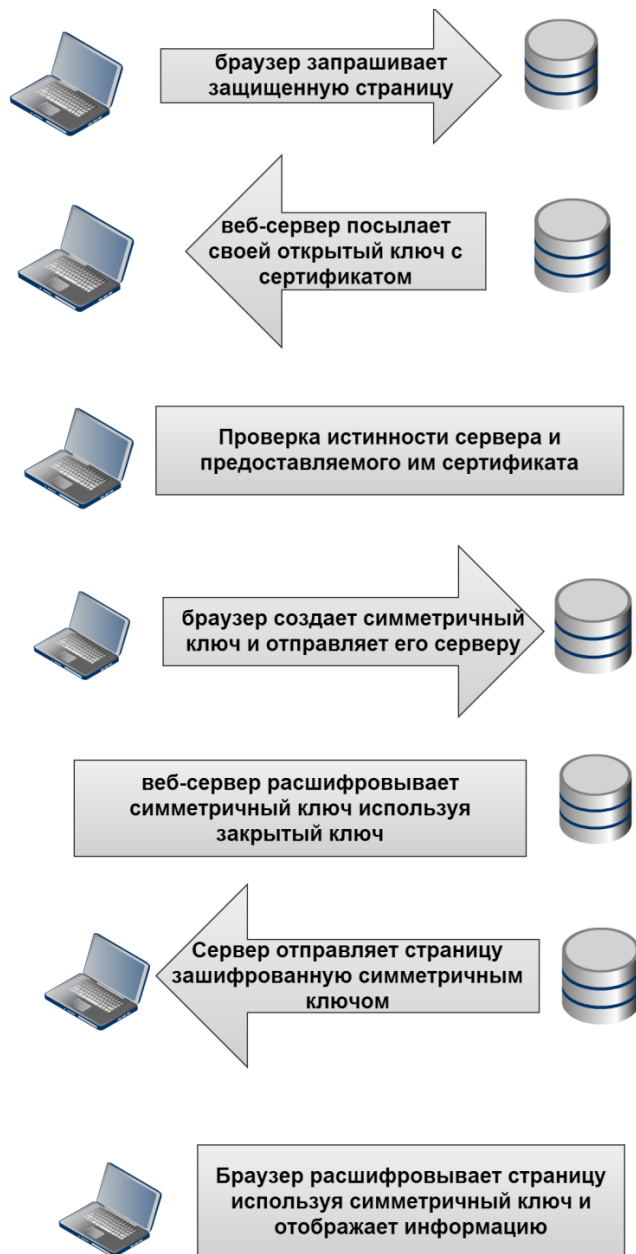 браузер запрашивает
защищенную страницу
веб-сервер посылает
своей открытый ключ с
сертификатом
Проверка истинности сервера и
предоставляемого им сертификата
браузер создает симметричный
ключ и отправляет его серверу
веб-сервер расшифровывает
симметричный ключ используя
закрытый ключ
Сервер отправляет страницу
зашифрованную симметричным
ключом
Браузер расшифровывает страницу
используя симметричный ключ и
отображает информацию